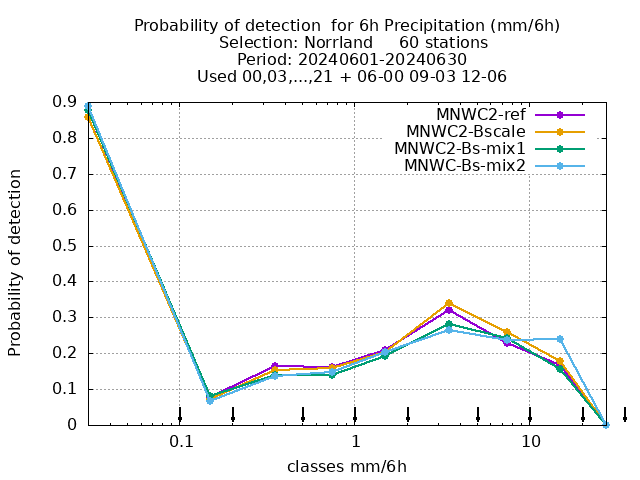 Probability of detection  for 6h Precipitation (mm/6h)
Selection: Norrland     60 stations
Period: 20240601-20240630
Used 00,03,...,21 + 06-00 09-03 12-06
MNWC2-ref
MNWC2-Bscale
MNWC2-Bs-mix1
MNWC-Bs-mix2
Probability of detection
0.9
0.8
0.7
0.6
0.5
0.4
0.3
0.2
0.1
0
0.1 1 10
classes mm/6h